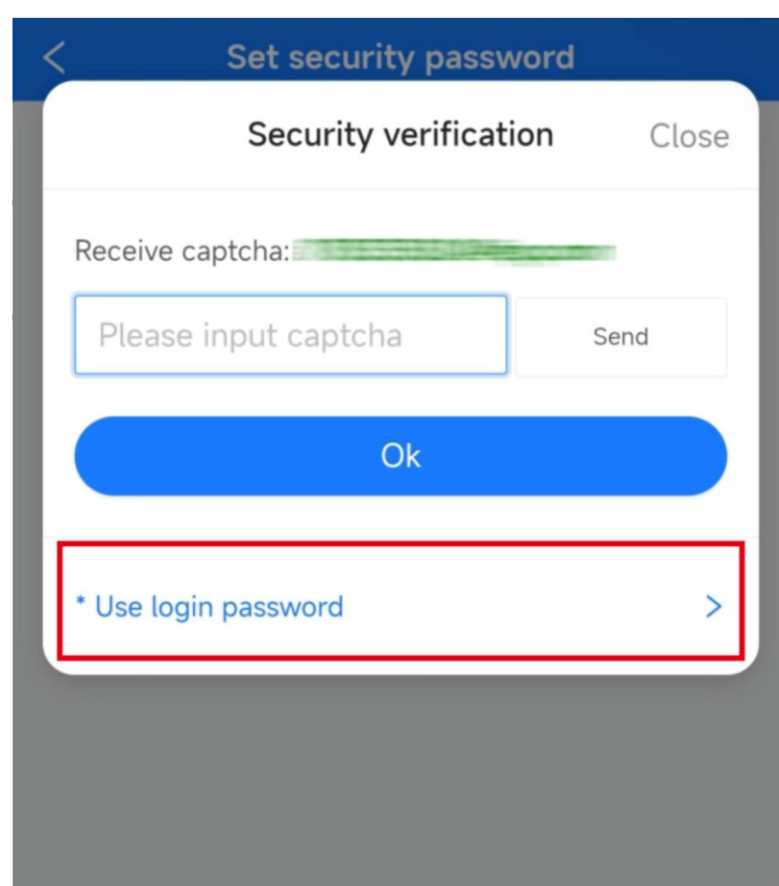 Set security password
Security verification
Close
Receive captcha:
Please input captcha
Send
Ok
* Use login password